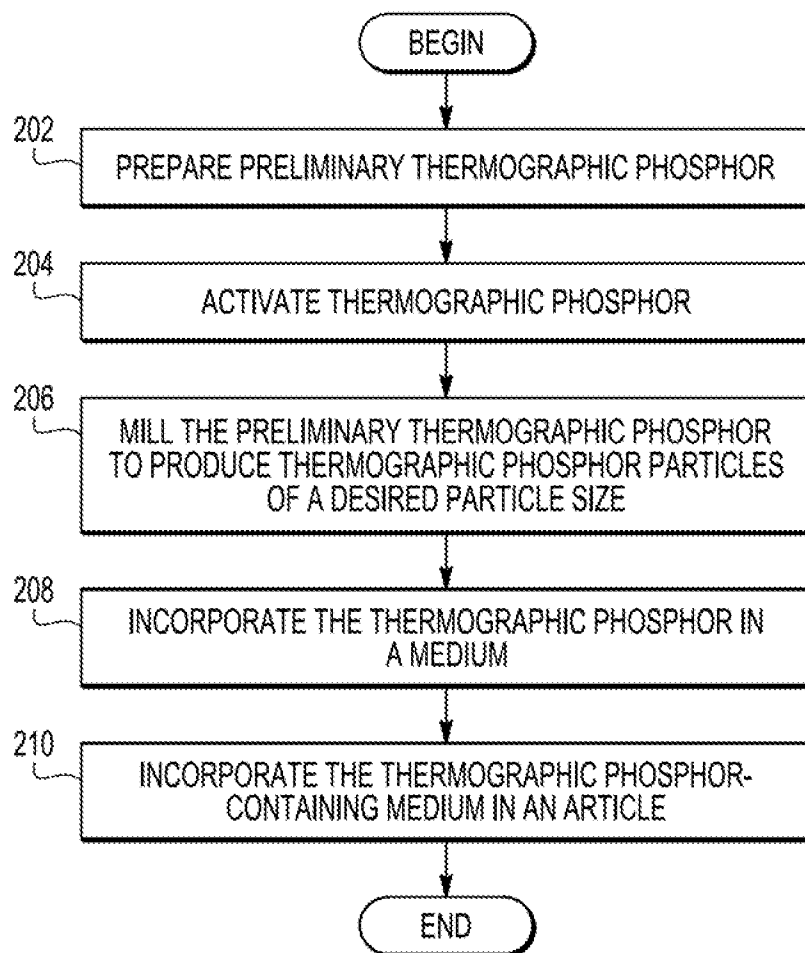 BEGIN
202
PREPARE PRELIMINARY THERMOGRAPHIC PHOSPHOR
204
ACTIVATE THERMOGRAPHIC PHOSPHOR
206
MILL THE PRELIMINARY THERMOGRAPHIC PHOSPHOR
TO PRODUCE THERMOGRAPHIC PHOSPHOR PARTICLES
OF A DESIRED PARTICLE SIZE
208
INCORPORATE THE THERMOGRAPHIC PHOSPHOR IN
A MEDIUM
210
INCORPORATE THE THERMOGRAPHIC PHOSPHOR-
CONTAINING MEDIUM IN AN ARTICLE
END